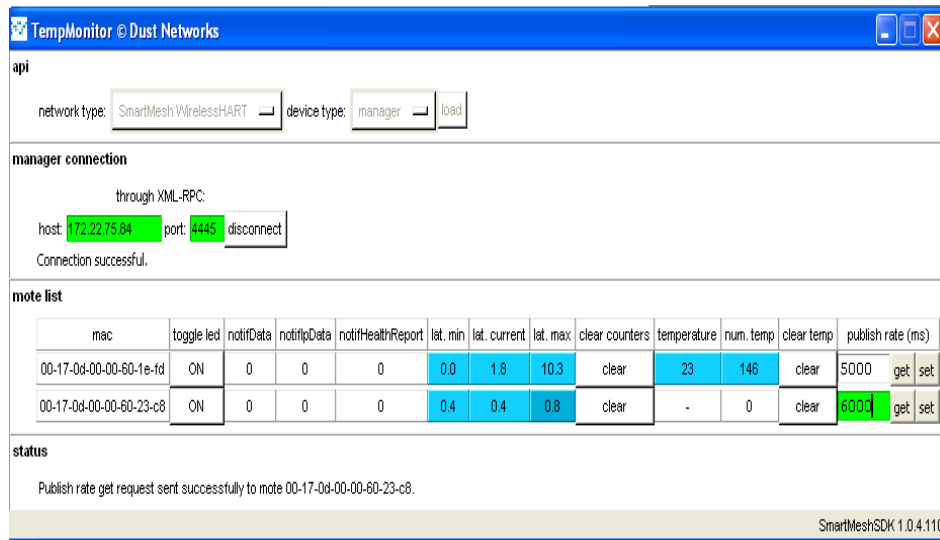 TempMonitor © Dust Networks
api
network type: SmartMesh WirelessHART device type: manager load
manager connection
through XML-RPC:
host: 172.22.75.84 port: 4445 disconnect
Connection successful.
mote list
mac toggle led notifData notifIpData notifHealthReport lat. min lat. current lat. max clear counters temperature num. temp clear temp publish rate (ms)
00-17-0d-00-00-60-1e-fd ON 0 0 0 0.0 1.8 10.3 clear 23 146 clear 5000 get set
00-17-0d-00-00-60-23-c8 ON 0 0 0 0.4 0.4 0.8 clear - 0 clear 6000 get set
status
Publish rate get request sent successfully to mote 00-17-0d-00-00-60-23-c8.
SmartMeshSDK 1.0.4.110